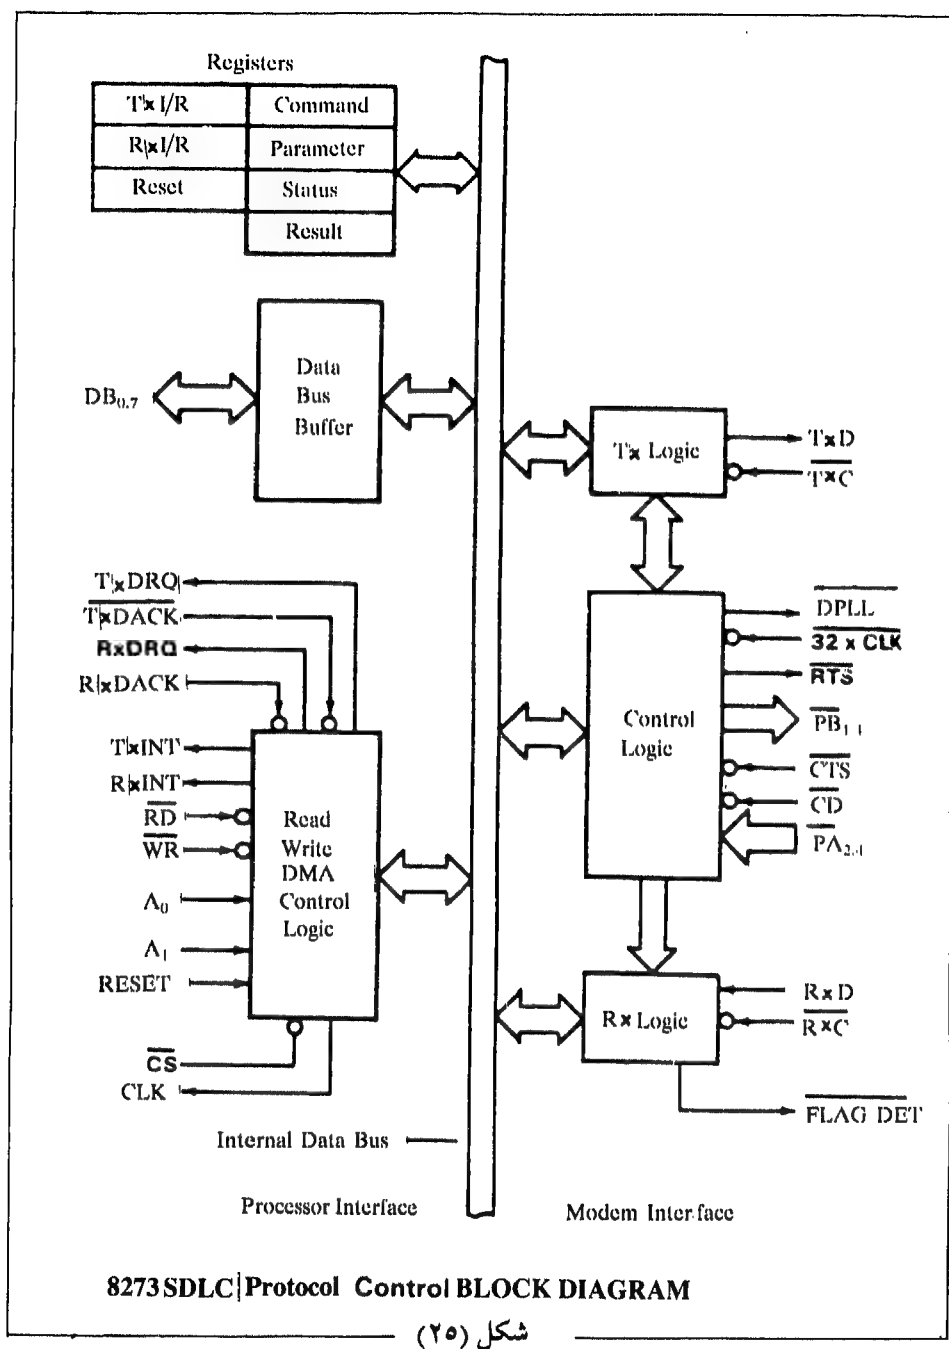 Registers
TxI/R Command
RxI/R Parameter
Reset Status
Result
Data
Bus
Buffer
DB0.7
Tx Logic
TxD
TxC
TxDRQ
TxDACK
RxDRQ
RxDACK
TxINT
RxINT
RD
WR
A0
A1
RESET
CS
CLK
Read
Write
DMA
Control
Logic
Control
Logic
DPLL
32 x CLK
RTS
PB1-4
CTS
CD
PA2-4
Rx Logic
RxD
RxC
FLAG DET
Internal Data Bus
Processor Interface
Modem Interface
8273 SDLC Protocol Control BLOCK DIAGRAM
شكل (٢٥)